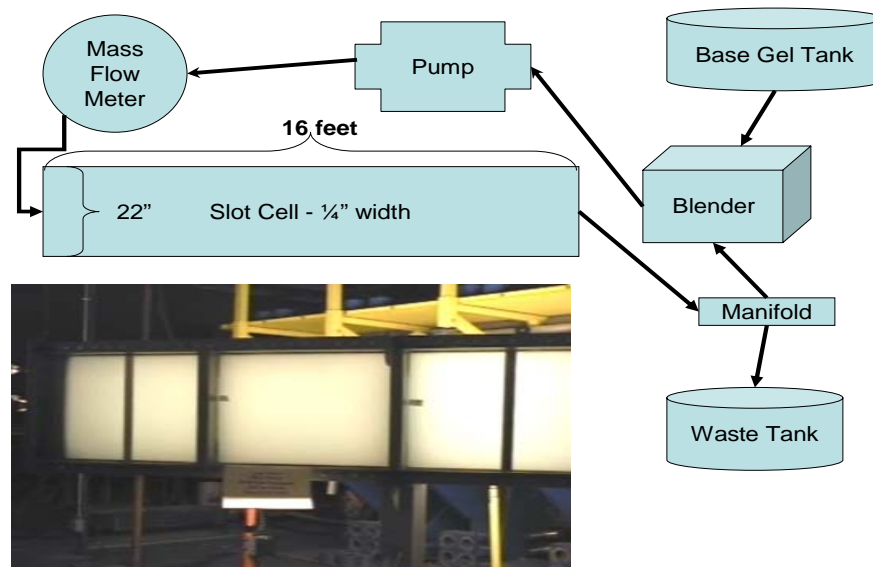 Mass
Flow
Meter
Pump
Base Gel Tank
16 feet
22” Slot Cell - ¼” width
Blender
Manifold
Waste Tank